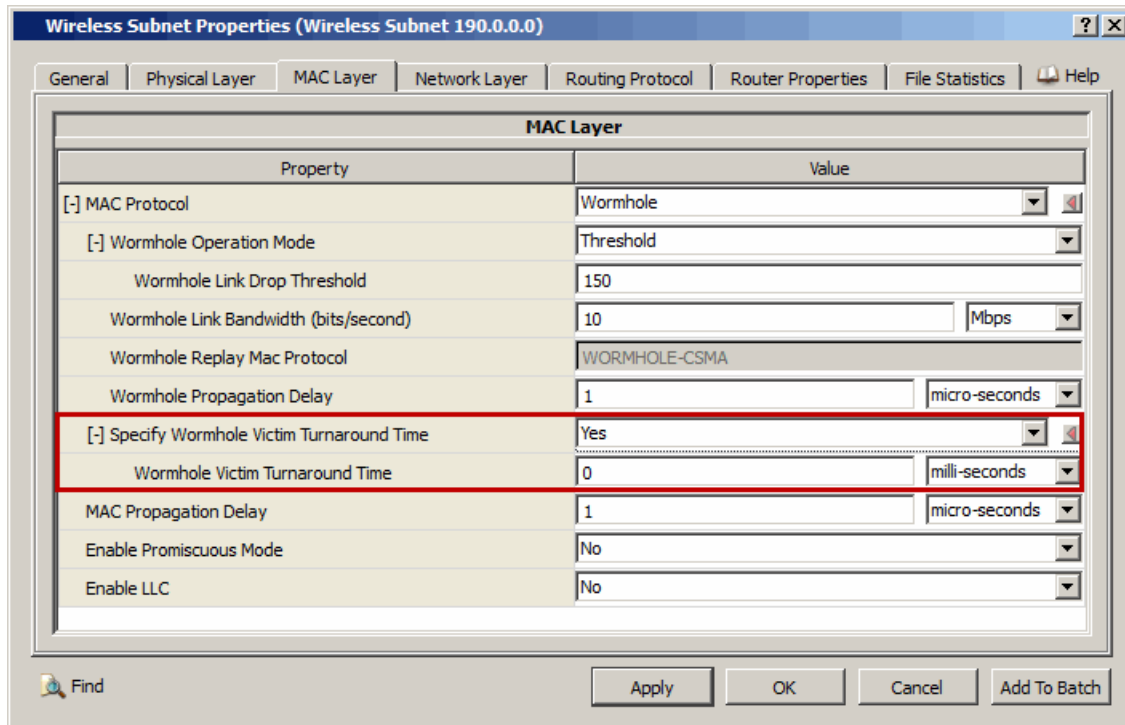 Wireless Subnet Properties (Wireless Subnet 190.0.0.0)
General Physical Layer MAC Layer Network Layer Routing Protocol Router Properties File Statistics Help
MAC Layer
Property Value
[-] MAC Protocol Wormhole
[-] Wormhole Operation Mode Threshold
Wormhole Link Drop Threshold 150
Wormhole Link Bandwidth (bits/second) 10 Mbps
Wormhole Replay Mac Protocol WORMHOLE-CSMA
Wormhole Propagation Delay 1 micro-seconds
[-] Specify Wormhole Victim Turnaround Time Yes
Wormhole Victim Turnaround Time 0 milli-seconds
MAC Propagation Delay 1 micro-seconds
Enable Promiscuous Mode No
Enable LLC No
Find Apply OK Cancel Add To Batch